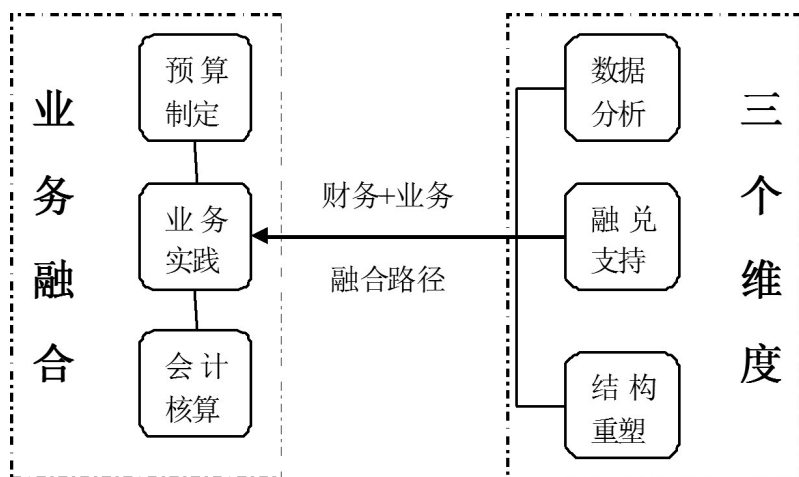 业务融合
预算
制定
业务
实践
会计
核算
财务+业务
融合路径
数据
分析
融兑
支持
结构
重塑
三个维度